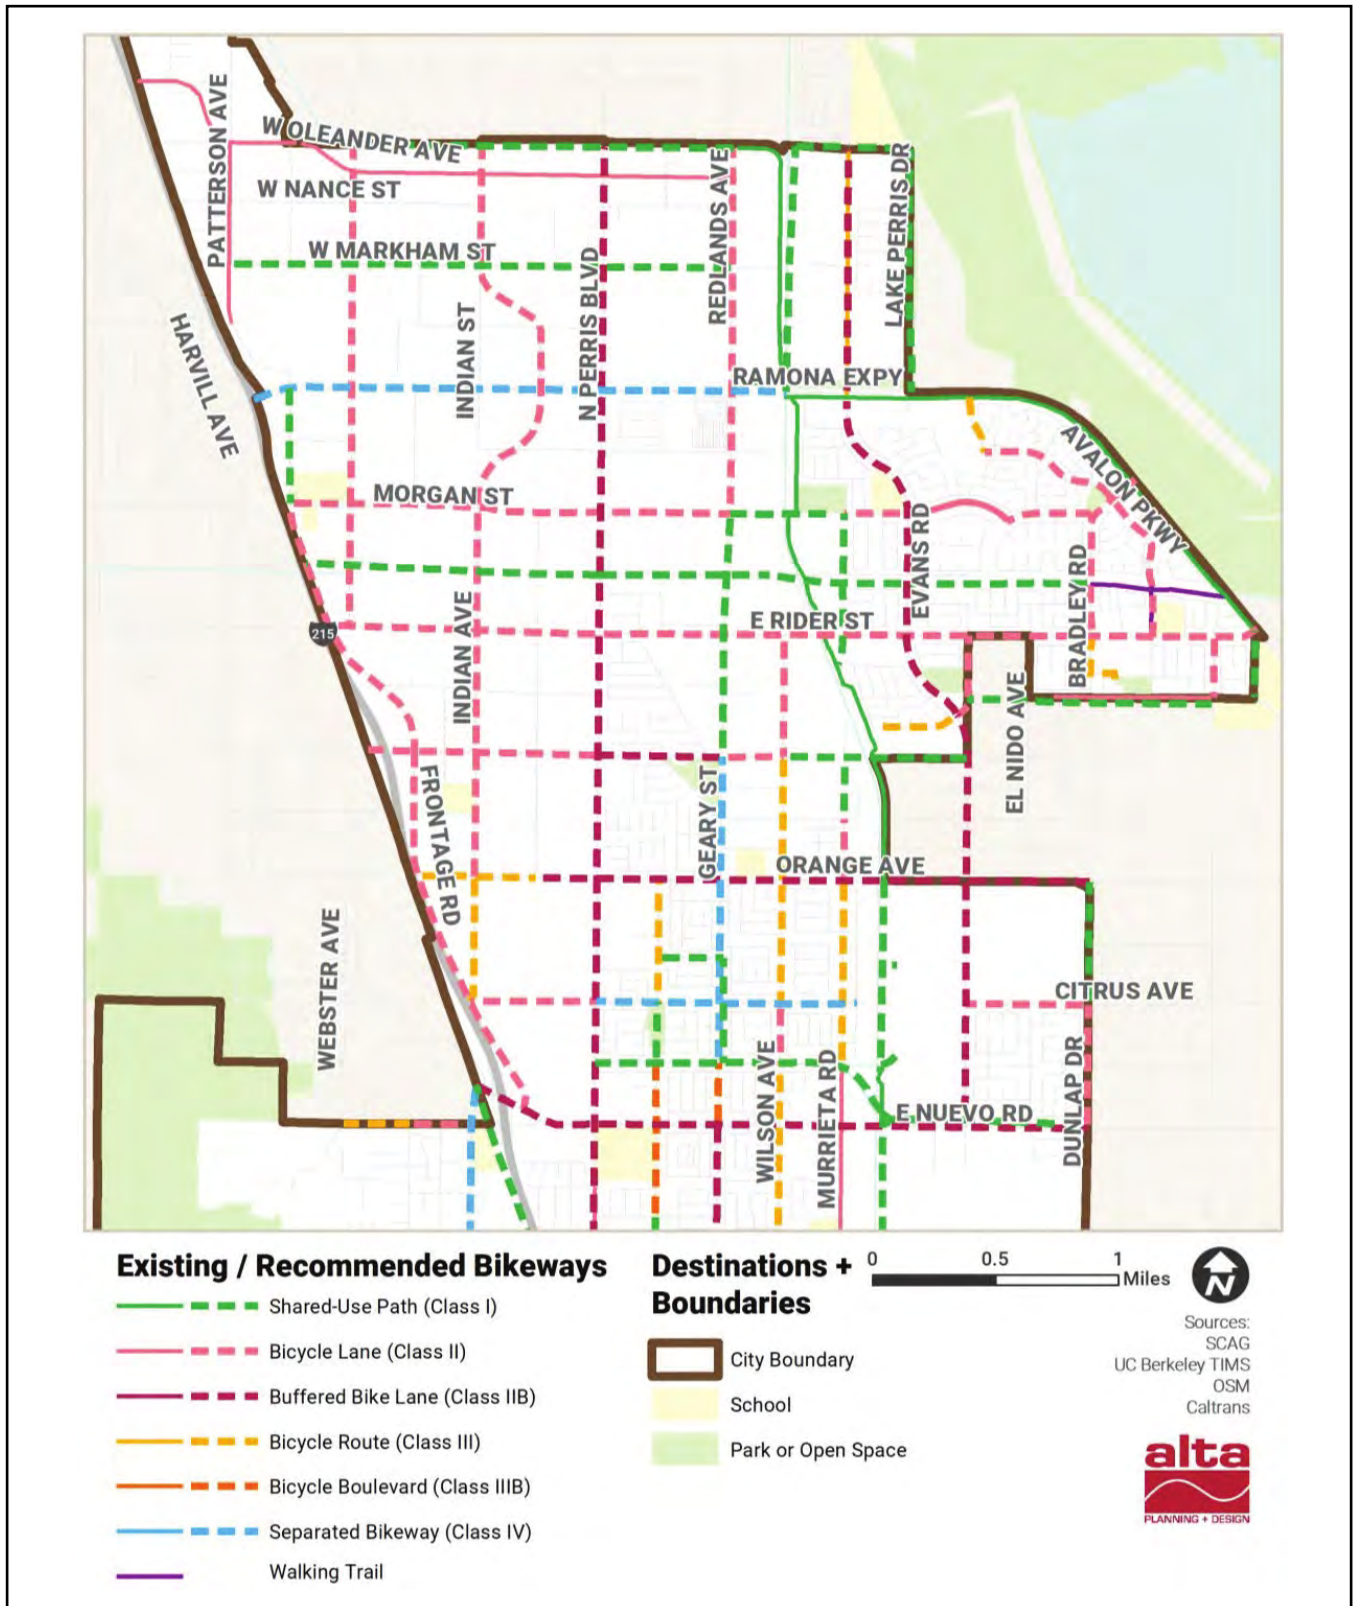 PATTERSON AVE
W OLEANDER AVE
W NANCE ST
REDLANDS AVE
LAKE PERRIS DR
W MARKHAM ST
N PERRIS BLVD
HARVILL AVE
INDIAN ST
RAMONA EXPY
AVALON PKWY
MORGAN ST
EVANS RD
BRADLEY RD
E RIDER ST
215
INDIAN AVE
EL NIDO AVE
FRONTAGE RD
GEARY ST
ORANGE AVE
WEBSTER AVE
CITRUS AVE
WILSON AVE
MURRIETA RD
E NUEVO RD
DUNLAP DR
Existing / Recommended Bikeways
Shared-Use Path (Class I)
Bicycle Lane (Class II)
Buffered Bike Lane (Class IIB)
Bicycle Route (Class III)
Bicycle Boulevard (Class IIIB)
Separated Bikeway (Class IV)
Walking Trail
Destinations +
Boundaries
City Boundary
School
Park or Open Space
0 0.5 1
Miles
N
Sources:
SCAG
UC Berkeley TIMS
OSM
Caltrans
alta
PLANNING + DESIGN